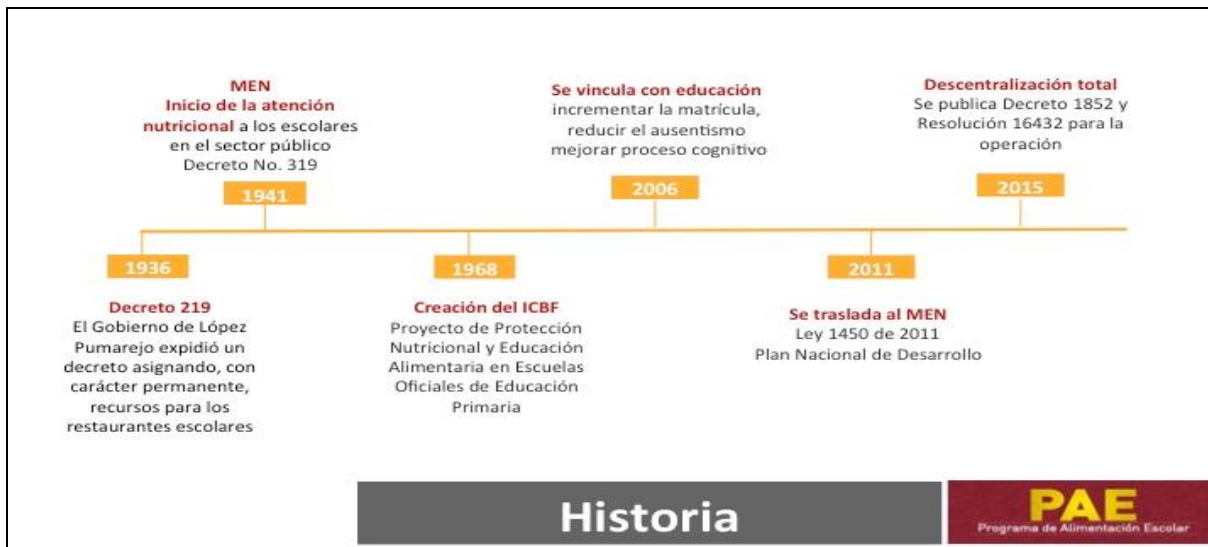 MEN
Inicio de la atención
nutricional a los escolares
en el sector público
Decreto No. 319
1941
Se vincula con educación
incrementar la matrícula,
reducir el ausentismo
mejorar proceso cognitivo
2006
Descentralización total
Se publica Decreto 1852 y
Resolución 16432 para la
operación
2015
1936
Decreto 219
El Gobierno de López
Pumarejo expidió un
decreto asignando, con
carácter permanente,
recursos para los
restaurantes escolares
1968
Creación del ICBF
Proyecto de Protección
Nutricional y Educación
Alimentaria en Escuelas
Oficiales de Educación
Primaria
2011
Se traslada al MEN
Ley 1450 de 2011
Plan Nacional de Desarrollo
Historia
PAE
Programa de Alimentación Escolar